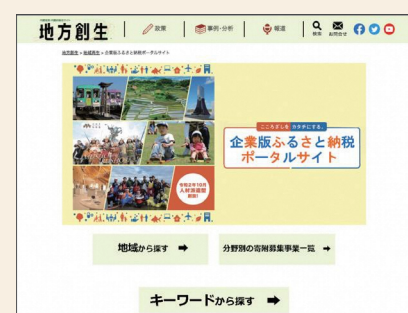 地方創生
政策
事例・分析
報道
検索
お問合せ
地方創生 » 地域再生 » 企業版ふるさと納税ポータルサイト
令和2年10月
人材派遣型
創設!
こころざしを カタチにする。
企業版ふるさと納税
ポータルサイト
地域から探す ➡
分野別の寄附募集事業一覧 ➡
キーワードから探す ➡